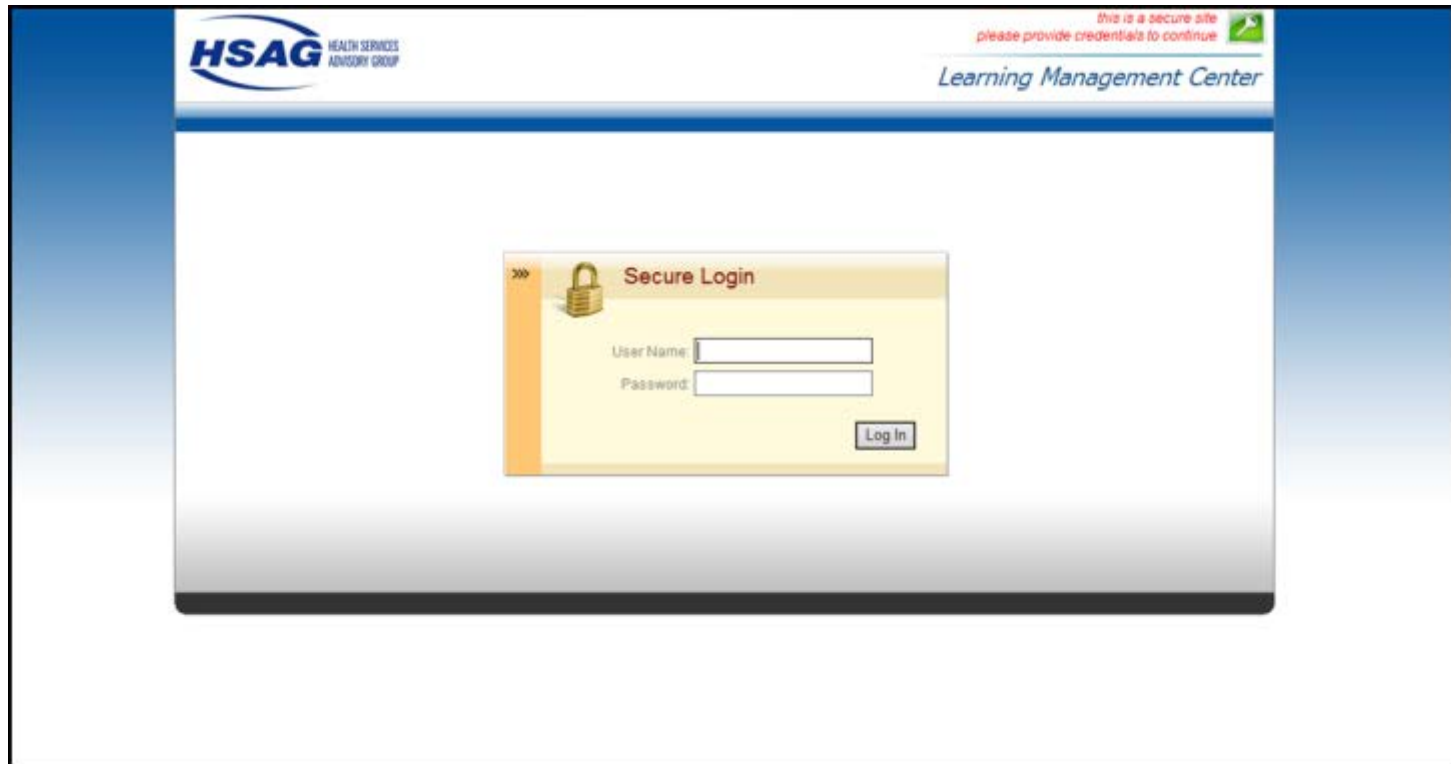 HSAG HEALTH SERVICES
ADVISORY GROUP
this is a secure site
please provide credentials to continue
Learning Management Center
>>> Secure Login
User Name:
Password:
Log In